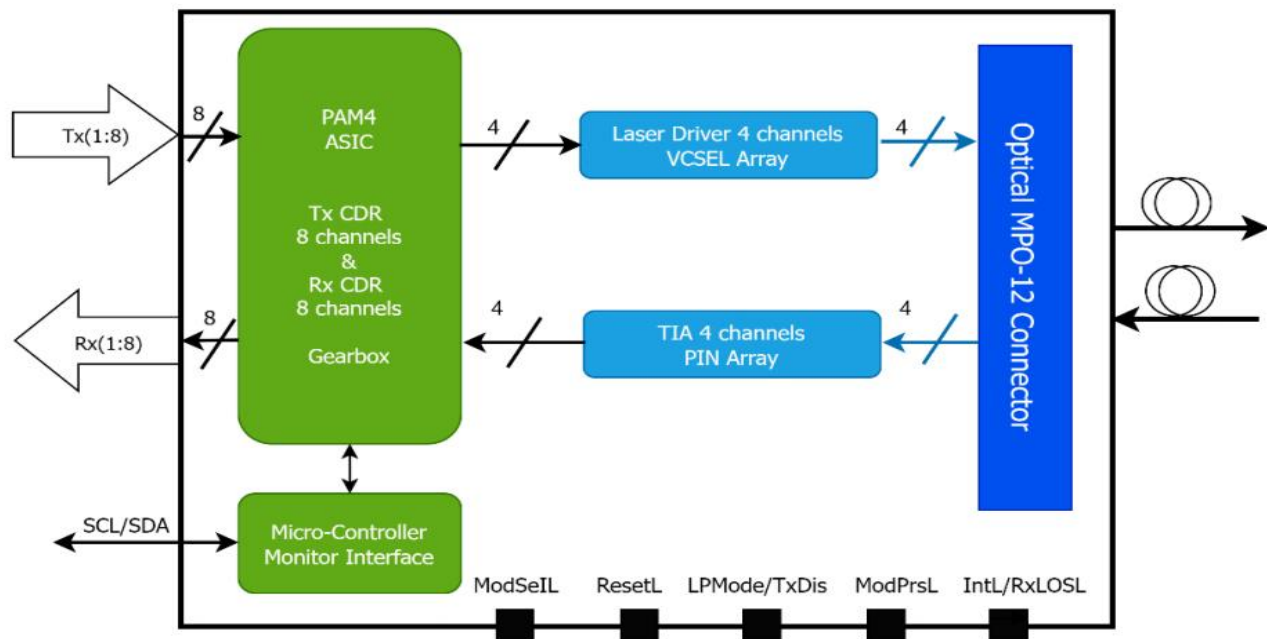 Tx(1:8)
8
PAM4
ASIC
Tx CDR
8 channels
&
Rx CDR
8 channels
Gearbox
4
Laser Driver 4 channels
VCSEL Array
4
Optical MPO-12 Connector
Rx(1:8)
8
4
TIA 4 channels
PIN Array
4
SCL/SDA
Micro-Controller
Monitor Interface
ModSeIL
ResetL
LPMode/TxDis
ModPrsL
IntL/RxLOSL